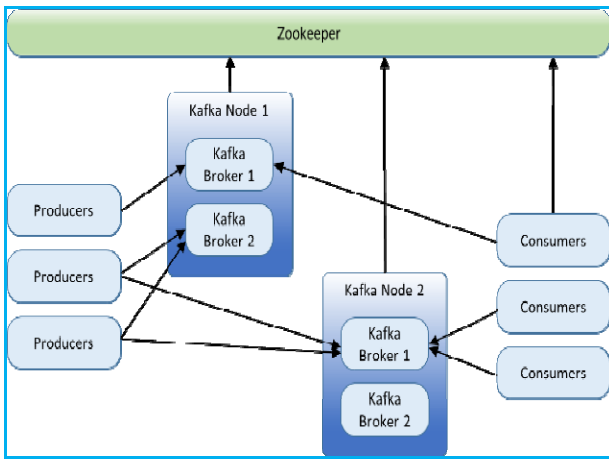 Zookeeper
Kafka Node 1
Kafka
Broker 1
Kafka
Broker 2
Producers
Producers
Producers
Kafka Node 2
Kafka
Broker 1
Kafka
Broker 2
Consumers
Consumers
Consumers